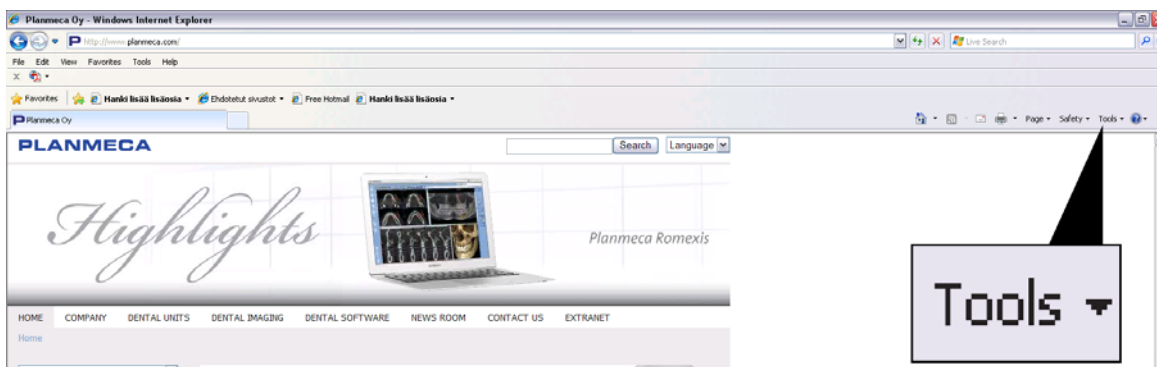 Planmeca Oy - Windows Internet Explorer
http://www.planmeca.com/ Live Search
File Edit View Favorites Tools Help
Favorites Hanki lisää lisäosia Ehdotetut sivustot Free Hotmail Hanki lisää lisäosia
Planmeca Oy Page Safety Tools
PLANMECA Search Language
Highlights
Planmeca Romexis
Tools
HOME COMPANY DENTAL UNITS DENTAL IMAGING DENTAL SOFTWARE NEWS ROOM CONTACT US EXTRANET
Home